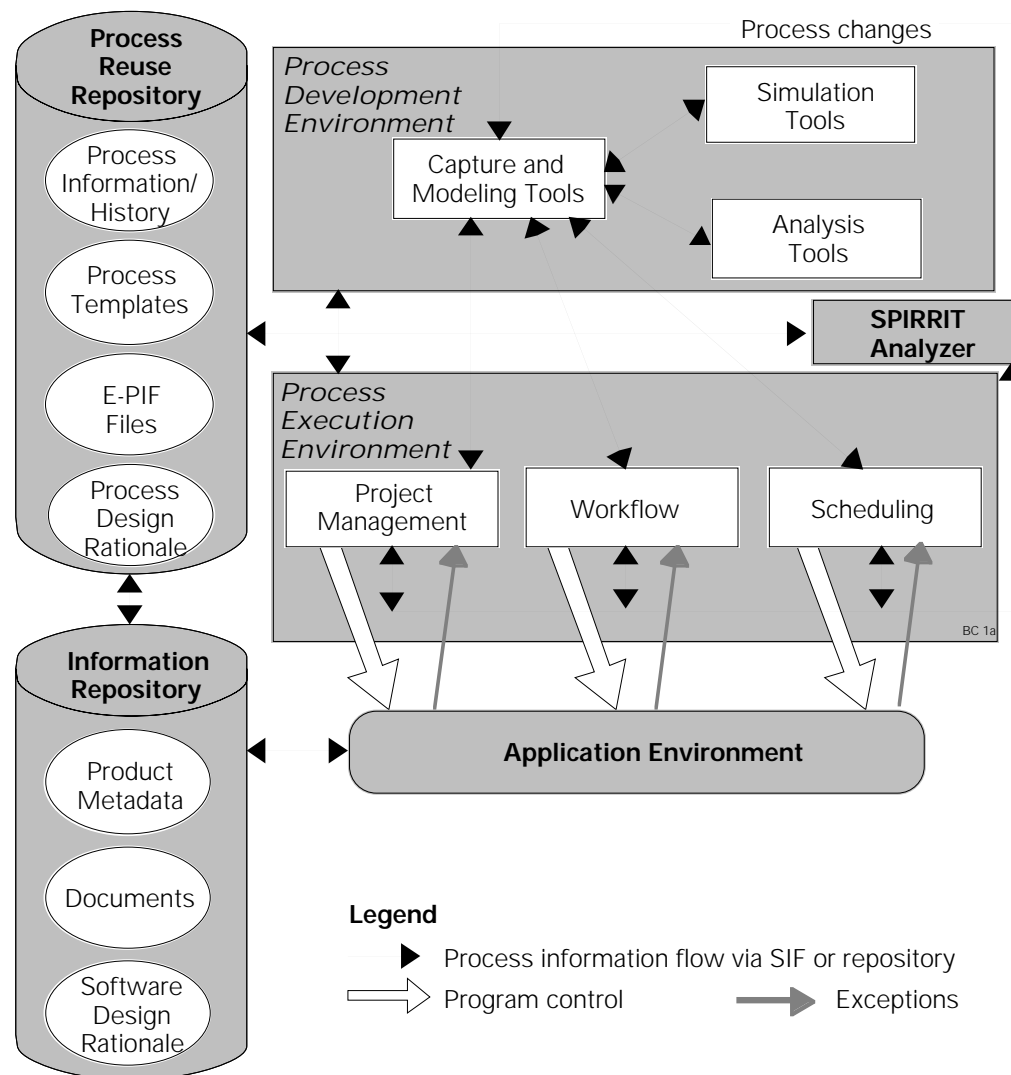 Process
Reuse
Repository
Process
Information/
History
Process
Templates
E-PIF
Files
Process
Design
Rationale
Information
Repository
Product
Metadata
Documents
Software
Design
Rationale
Process changes
Process
Development
Environment
Simulation
Tools
Capture and
Modeling Tools
Analysis
Tools
SPIRRIT
Analyzer
Process
Execution
Environment
Project
Management
Workflow
Scheduling
BC 1a
Application Environment
Legend
Process information flow via SIF or repository
Program control
Exceptions